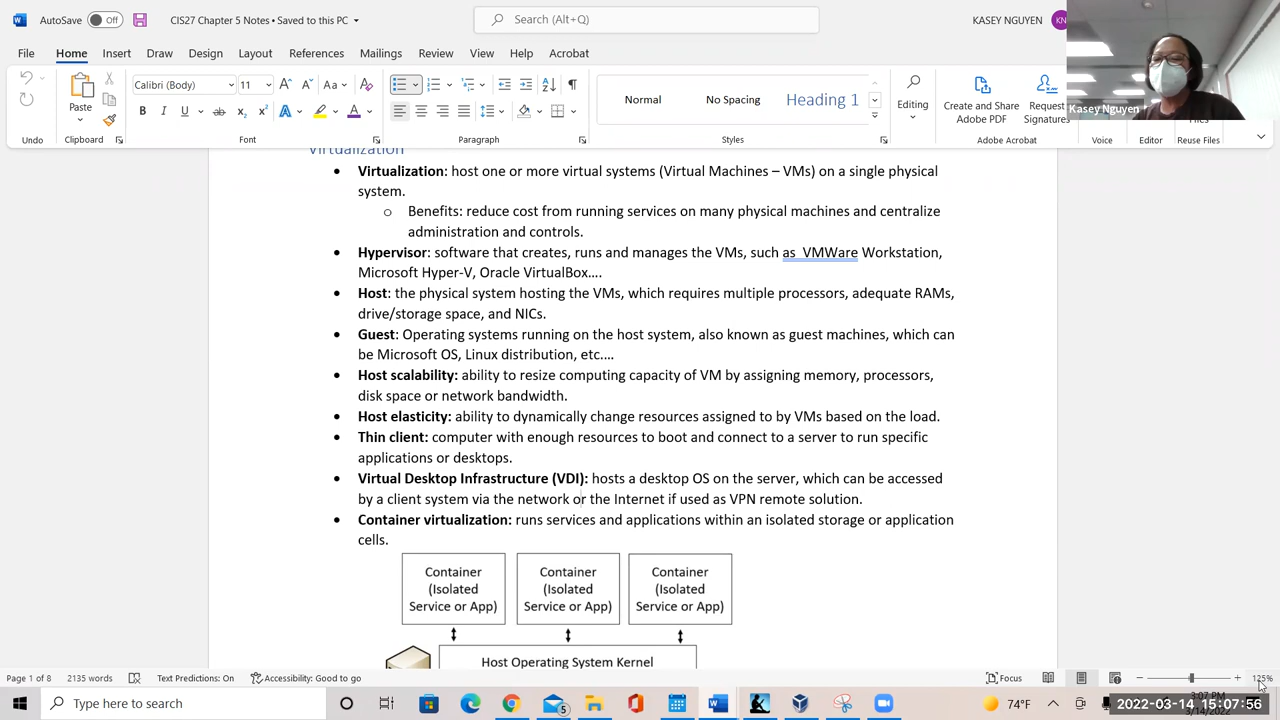 AutoSave Off CIS27 Chapter 5 Notes • Saved to this PC Search (Alt+Q) KASEY NGUYEN KN
File Home Insert Draw Design Layout References Mailings Review View Help Acrobat
Calibri (Body) 11 Aa
Paste
Normal No Spacing Heading 1
Editing
Create and Share Adobe PDF
Request Signatures
Kasey Nguyen
Files
Undo Clipboard Font Paragraph Styles Adobe Acrobat Voice Editor Reuse Files
Virtualization
• Virtualization: host one or more virtual systems (Virtual Machines – VMs) on a single physical
system.
o Benefits: reduce cost from running services on many physical machines and centralize
administration and controls.
• Hypervisor: software that creates, runs and manages the VMs, such as  VMWare Workstation,
Microsoft Hyper-V, Oracle VirtualBox….
• Host: the physical system hosting the VMs, which requires multiple processors, adequate RAMs,
drive/storage space, and NICs.
• Guest: Operating systems running on the host system, also known as guest machines, which can
be Microsoft OS, Linux distribution, etc.…
• Host scalability: ability to resize computing capacity of VM by assigning memory, processors,
disk space or network bandwidth.
• Host elasticity: ability to dynamically change resources assigned to by VMs based on the load.
• Thin client: computer with enough resources to boot and connect to a server to run specific
applications or desktops.
• Virtual Desktop Infrastructure (VDI): hosts a desktop OS on the server, which can be accessed
by a client system via the network or the Internet if used as VPN remote solution.
• Container virtualization: runs services and applications within an isolated storage or application
cells.
Container Container Container
(Isolated (Isolated (Isolated
Service or App) Service or App) Service or App)
Host Operating System Kernel
Page 1 of 8 2135 words Text Predictions: On Accessibility: Good to go Focus 125%
Type here to search 5 74°F 3:07 PM
3/14/2022
2022-03-14 15:07:56